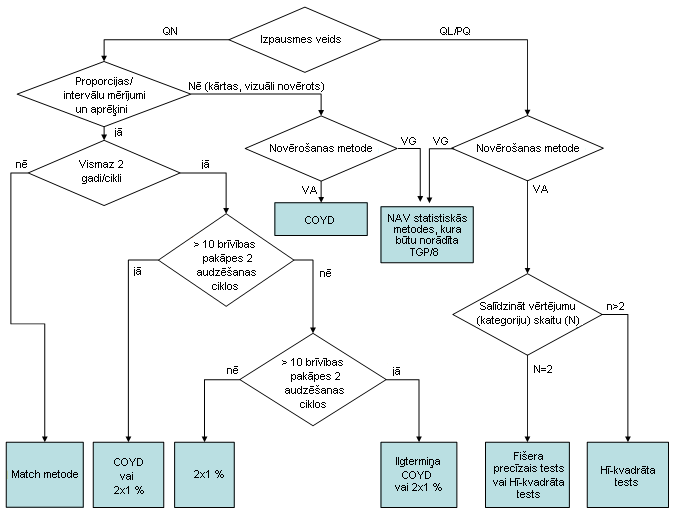 QN
Izpausmes veids
QL/PQ
Proporcijas/
intervālu mērījumi
un aprēķini
Nē (kārtas, vizuāli novērots)
jā
Novērošanas metode
VG
VG
Novērošanas metode
nē
Vismaz 2
gadi/cikli
jā
VA
VA
COYD
NAV statistiskās
metodes, kura
būtu norādīta
TGP/8
> 10 brīvības
pakāpes 2
audzēšanas
ciklos
jā
nē
Salīdzināt vērtējumu
(kategoriju) skaitu (N)
n>2
> 10 brīvības
pakāpes 2
audzēšanas
ciklos
nē
jā
N=2
Match metode
COYD
vai
2x1 %
2x1 %
Ilgtermiņa
COYD
vai 2x1 %
Fišera
precīzais tests
vai Hī-kvadrāta
tests
Hī-kvadrāta
tests